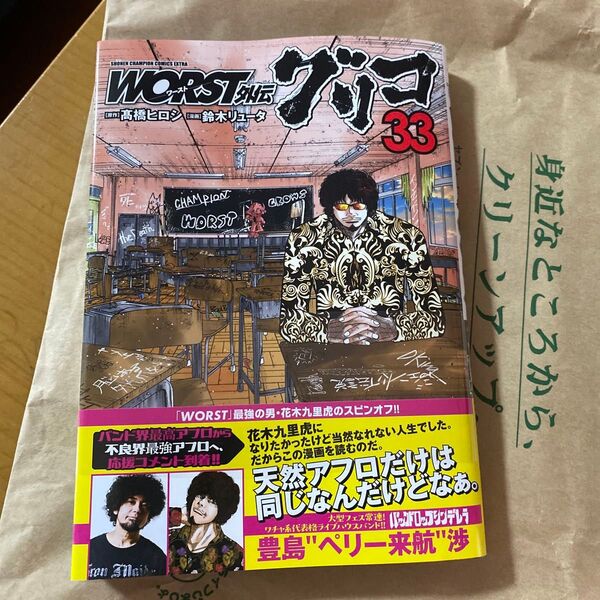 SHONEN CHAMPION COMICS EXTRA
WORST外伝
ワースト
グリコ
[原作]髙橋ヒロシ [漫画]鈴木リュータ
33
CHAMPION
WORST
CROWS
「WORST」最強の男・花木九里虎のスピンオフ!!
バンド界最高アフロから
不良界最強アフロへ
応援コメント到着!!
花木九里虎に
なりたかったけど当然なれない人生でした。
だからこの漫画を読むのだ。
天然アフロだけは
同じなんだけどなぁ。
大型フェス常連!
ワチャ系代表格ライブハウスバンド!!
バックドロップシンデレラ
豊島"ペリー来航"渉
身近なところから、
クリーンアップ